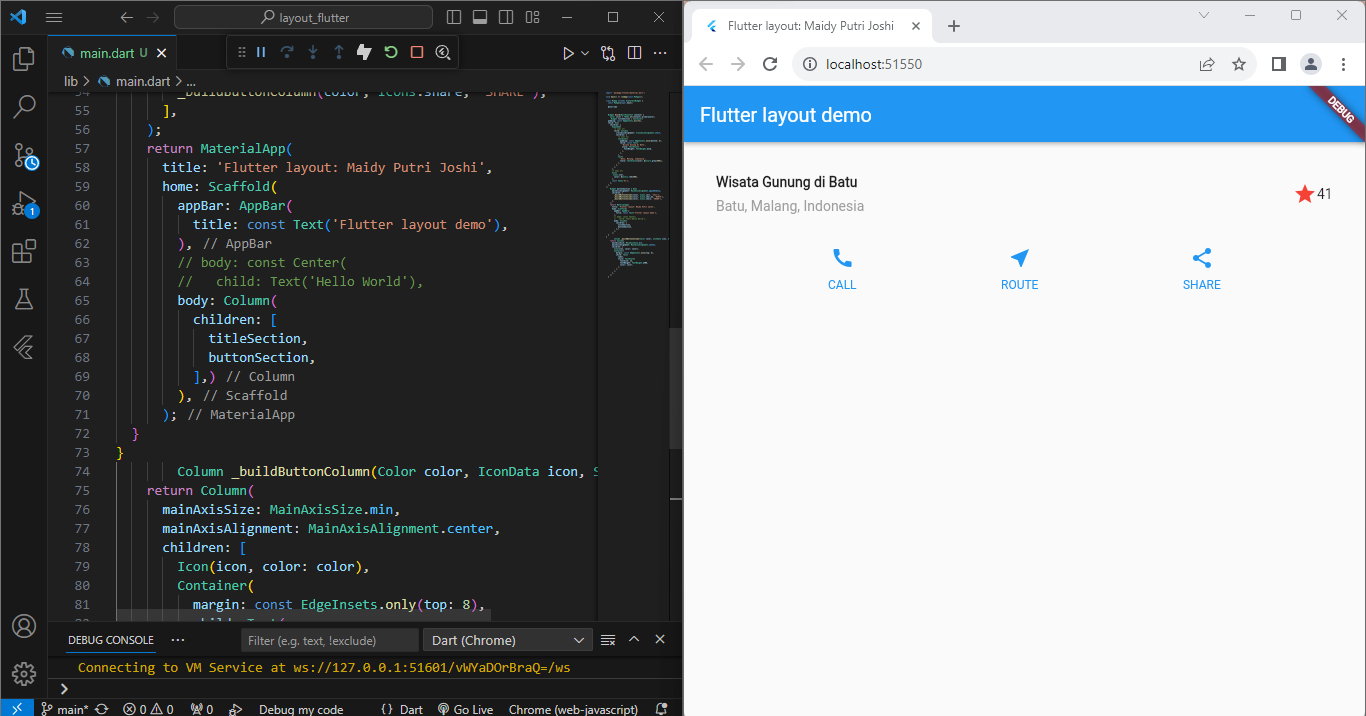 layout_flutter
main.dart U
lib > main.dart > ...
54 _buildButtonColumn(color, Icons.share, 'SHARE'),
55 ],
56 );
57 return MaterialApp(
58 title: 'Flutter layout: Maidy Putri Joshi',
59 home: Scaffold(
60 appBar: AppBar(
61 title: const Text('Flutter layout demo'),
62 ), // AppBar
63 // body: const Center(
64 //   child: Text('Hello World'),
65 body: Column(
66 children: [
67 titleSection,
68 buttonSection,
69 ],) // Column
70 ), // Scaffold
71 ); // MaterialApp
72 }
73 }
74 Column _buildButtonColumn(Color color, IconData icon, S
75 return Column(
76 mainAxisSize: MainAxisSize.min,
77 mainAxisAlignment: MainAxisAlignment.center,
78 children: [
79 Icon(icon, color: color),
80 Container(
81 margin: const EdgeInsets.only(top: 8),
child: Text(
1
DEBUG CONSOLE ...
Filter (e.g. text, !exclude)
Dart (Chrome)
Connecting to VM Service at ws://127.0.0.1:51601/vWYaDOrBraQ=/ws
>
main* 0 0 0 Debug my code {} Dart Go Live Chrome (web-javascript)
Flutter layout: Maidy Putri Joshi
localhost:51550
Flutter layout demo
DEBUG
Wisata Gunung di Batu
Batu, Malang, Indonesia
41
CALL ROUTE SHARE